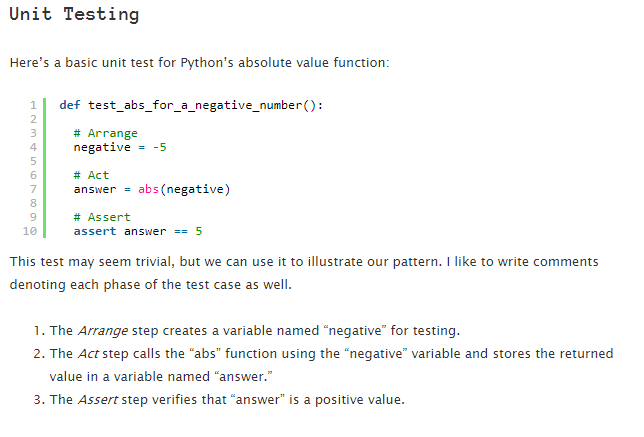 Unit Testing
Here’s a basic unit test for Python’s absolute value function:
1 def test_abs_for_a_negative_number():
2
3 # Arrange
4 negative = -5
5
6 # Act
7 answer = abs(negative)
8
9 # Assert
10 assert answer == 5
This test may seem trivial, but we can use it to illustrate our pattern. I like to write comments
denoting each phase of the test case as well.
1. The Arrange step creates a variable named “negative” for testing.
2. The Act step calls the “abs” function using the “negative” variable and stores the returned
value in a variable named “answer.”
3. The Assert step verifies that “answer” is a positive value.